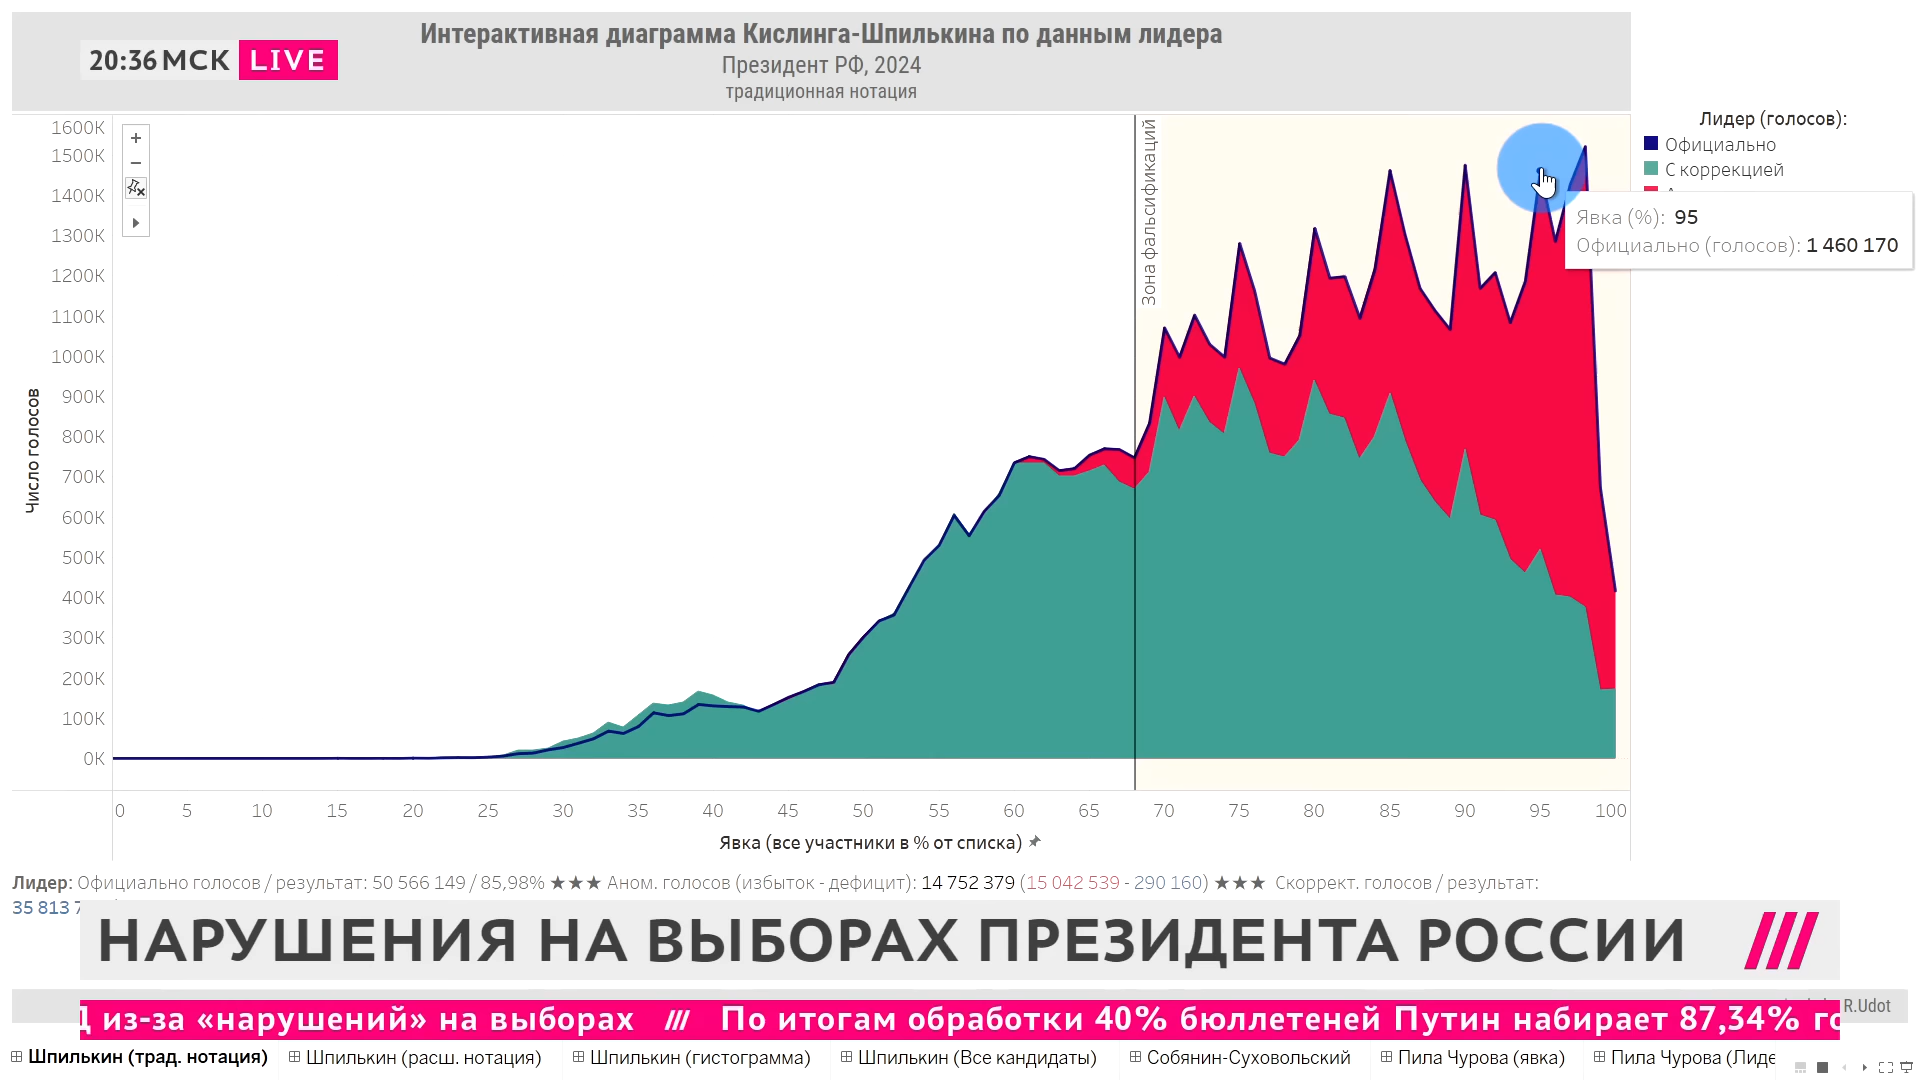 Интерактивная диаграмма Кислинга-Шпилькина по данным лидера
20:36 МСК LIVE
Президент РФ, 2024
традиционная нотация
Лидер (голосов):
Официально
С коррекцией
Явка (%): 95
Официально (голосов): 1 460 170
Зона фальсификаций
Число голосов
1600K
1500K
1400K
1300K
1200K
1100K
1000K
900K
800K
700K
600K
500K
400K
300K
200K
100K
0K
0 5 10 15 20 25 30 35 40 45 50 55 60 65 70 75 80 85 90 95 100
Явка (все участники в % от списка)
Лидер: Официально голосов / результат: 50 566 149 / 85,98% ★★★ Аном. голосов (избыток - дефицит): 14 752 379 (15 042 539 - 290 160) ★★★ Скоррект. голосов / результат:
35 813
НАРУШЕНИЯ НА ВЫБОРАХ ПРЕЗИДЕНТА РОССИИ
R.Udot
из-за «нарушений» на выборах /// По итогам обработки 40% бюллетеней Путин набирает 87,34%
Шпилькин (трад. нотация) Шпилькин (расш. нотация) Шпилькин (гистограмма) Шпилькин (Все кандидаты) Собянин-Суховольский Пила Чурова (явка) Пила Чурова (Лиде